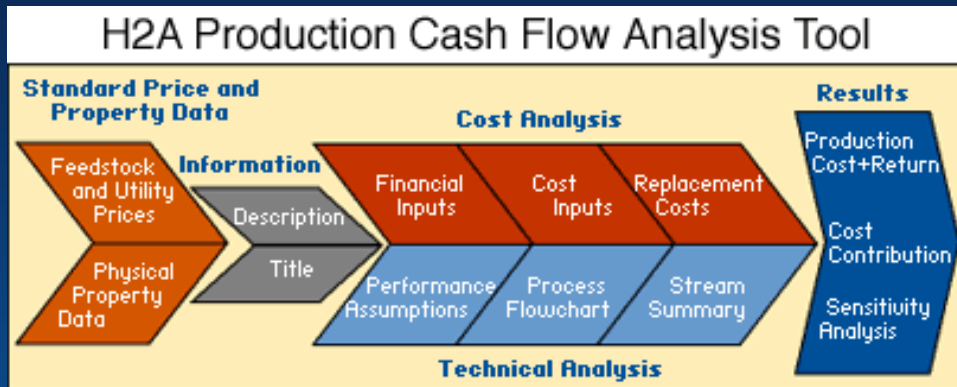 H2A Production Cash Flow Analysis Tool
Standard Price and
Property Data
Feedstock
and Utility
Prices
Physical
Property
Data
Information
Description
Title
Cost Analysis
Financial
Inputs
Cost
Inputs
Replacement
Costs
Performance
Assumptions
Process
Flowchart
Stream
Summary
Technical Analysis
Results
Production
Cost+Return
Cost
Contribution
Sensitivity
Analysis